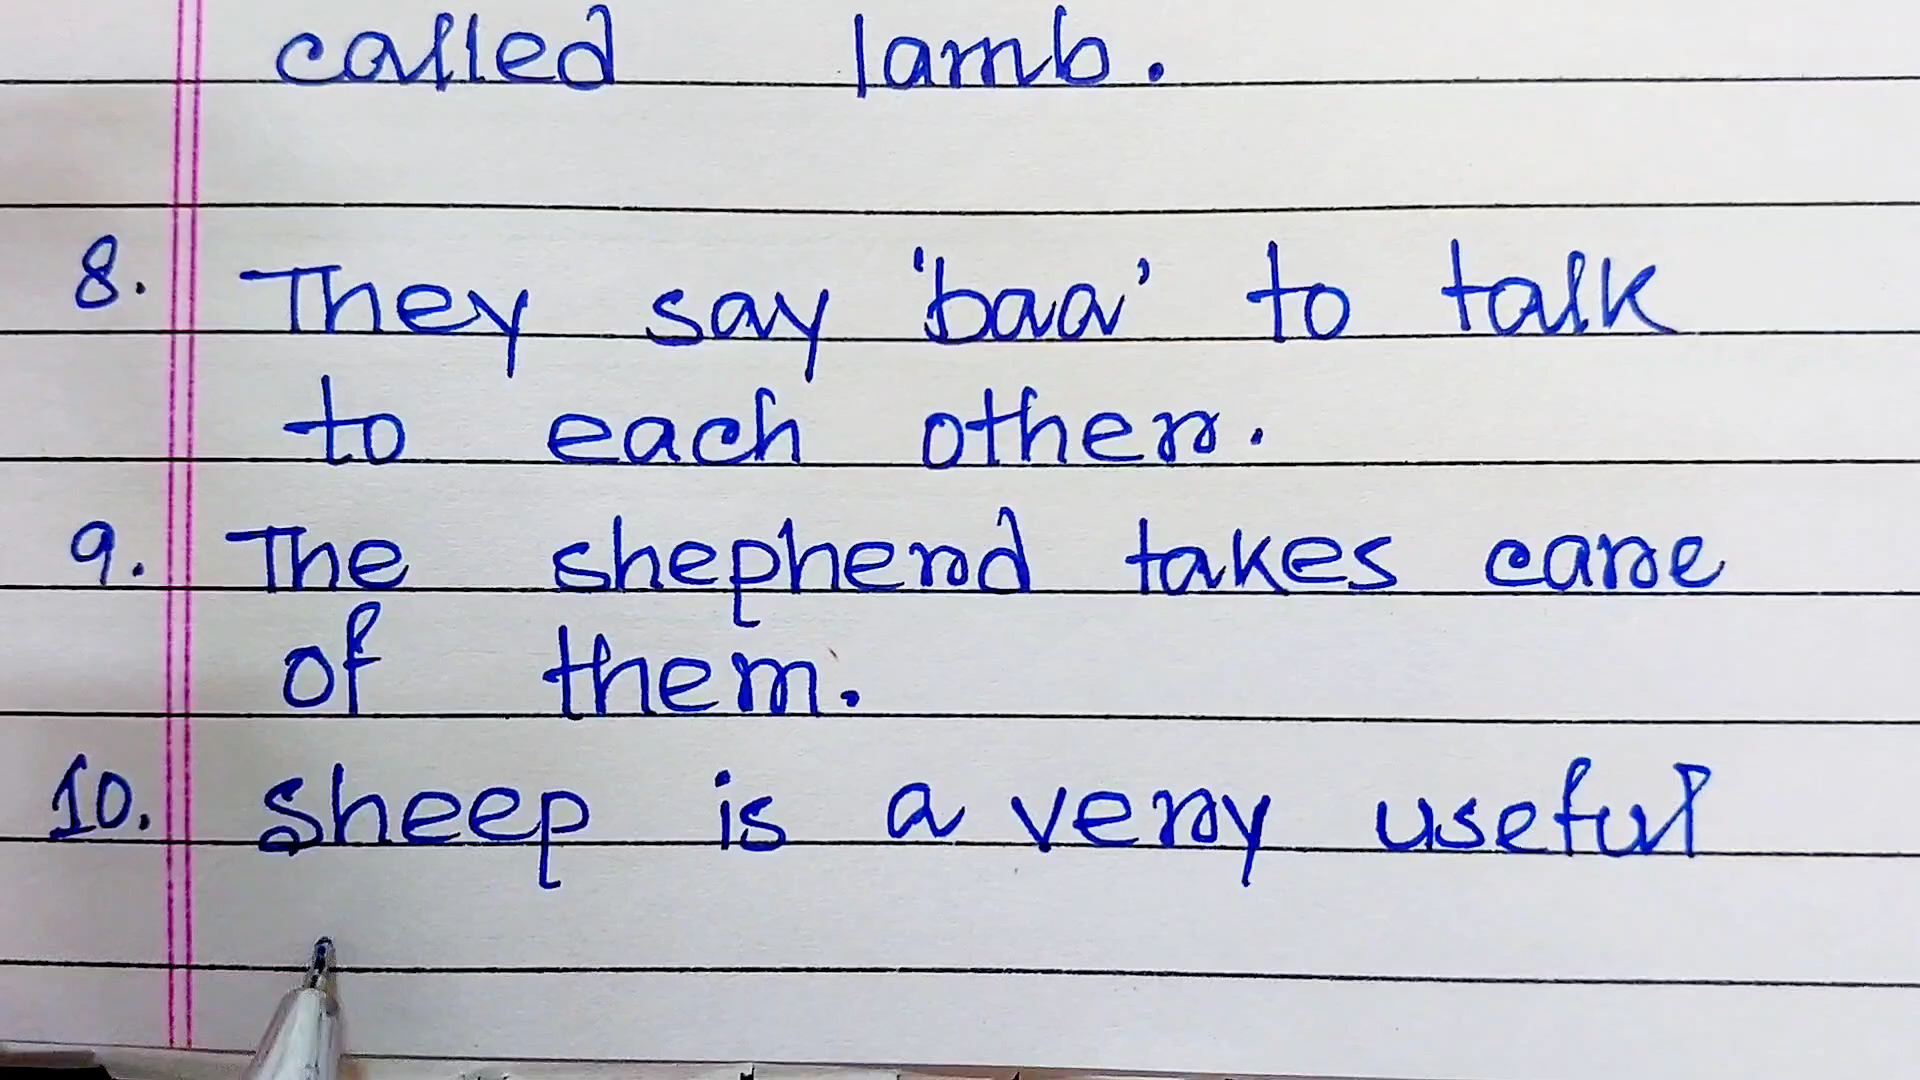 called lamb.
8. They say 'baa' to talk
to each other.
9. The shepherd takes care
of them.
10. Sheep is a very useful